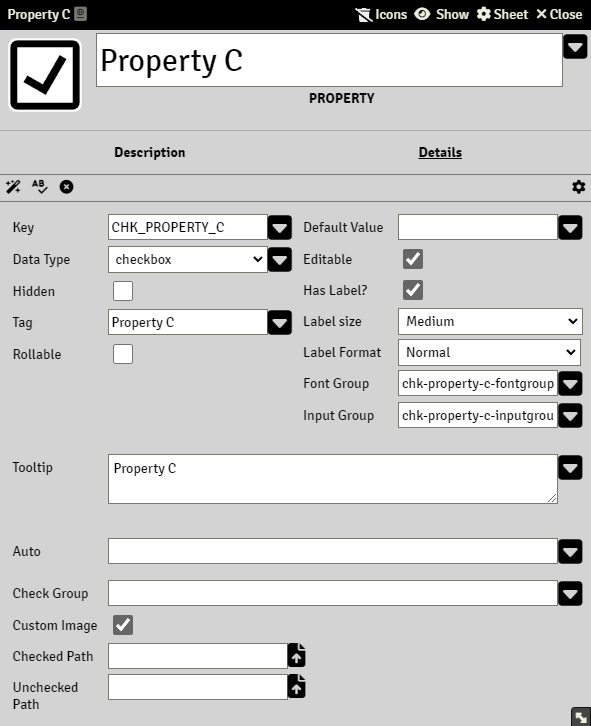 Property C Icons Show Sheet Close
Property C
PROPERTY
Description Details
Key CHK_PROPERTY_C Default Value
Data Type checkbox Editable
Hidden Has Label?
Tag Property C Label size Medium
Rollable Label Format Normal
Font Group chk-property-c-fontgroup
Input Group chk-property-c-inputgrou
Tooltip Property C
Auto
Check Group
Custom Image
Checked Path
Unchecked
Path